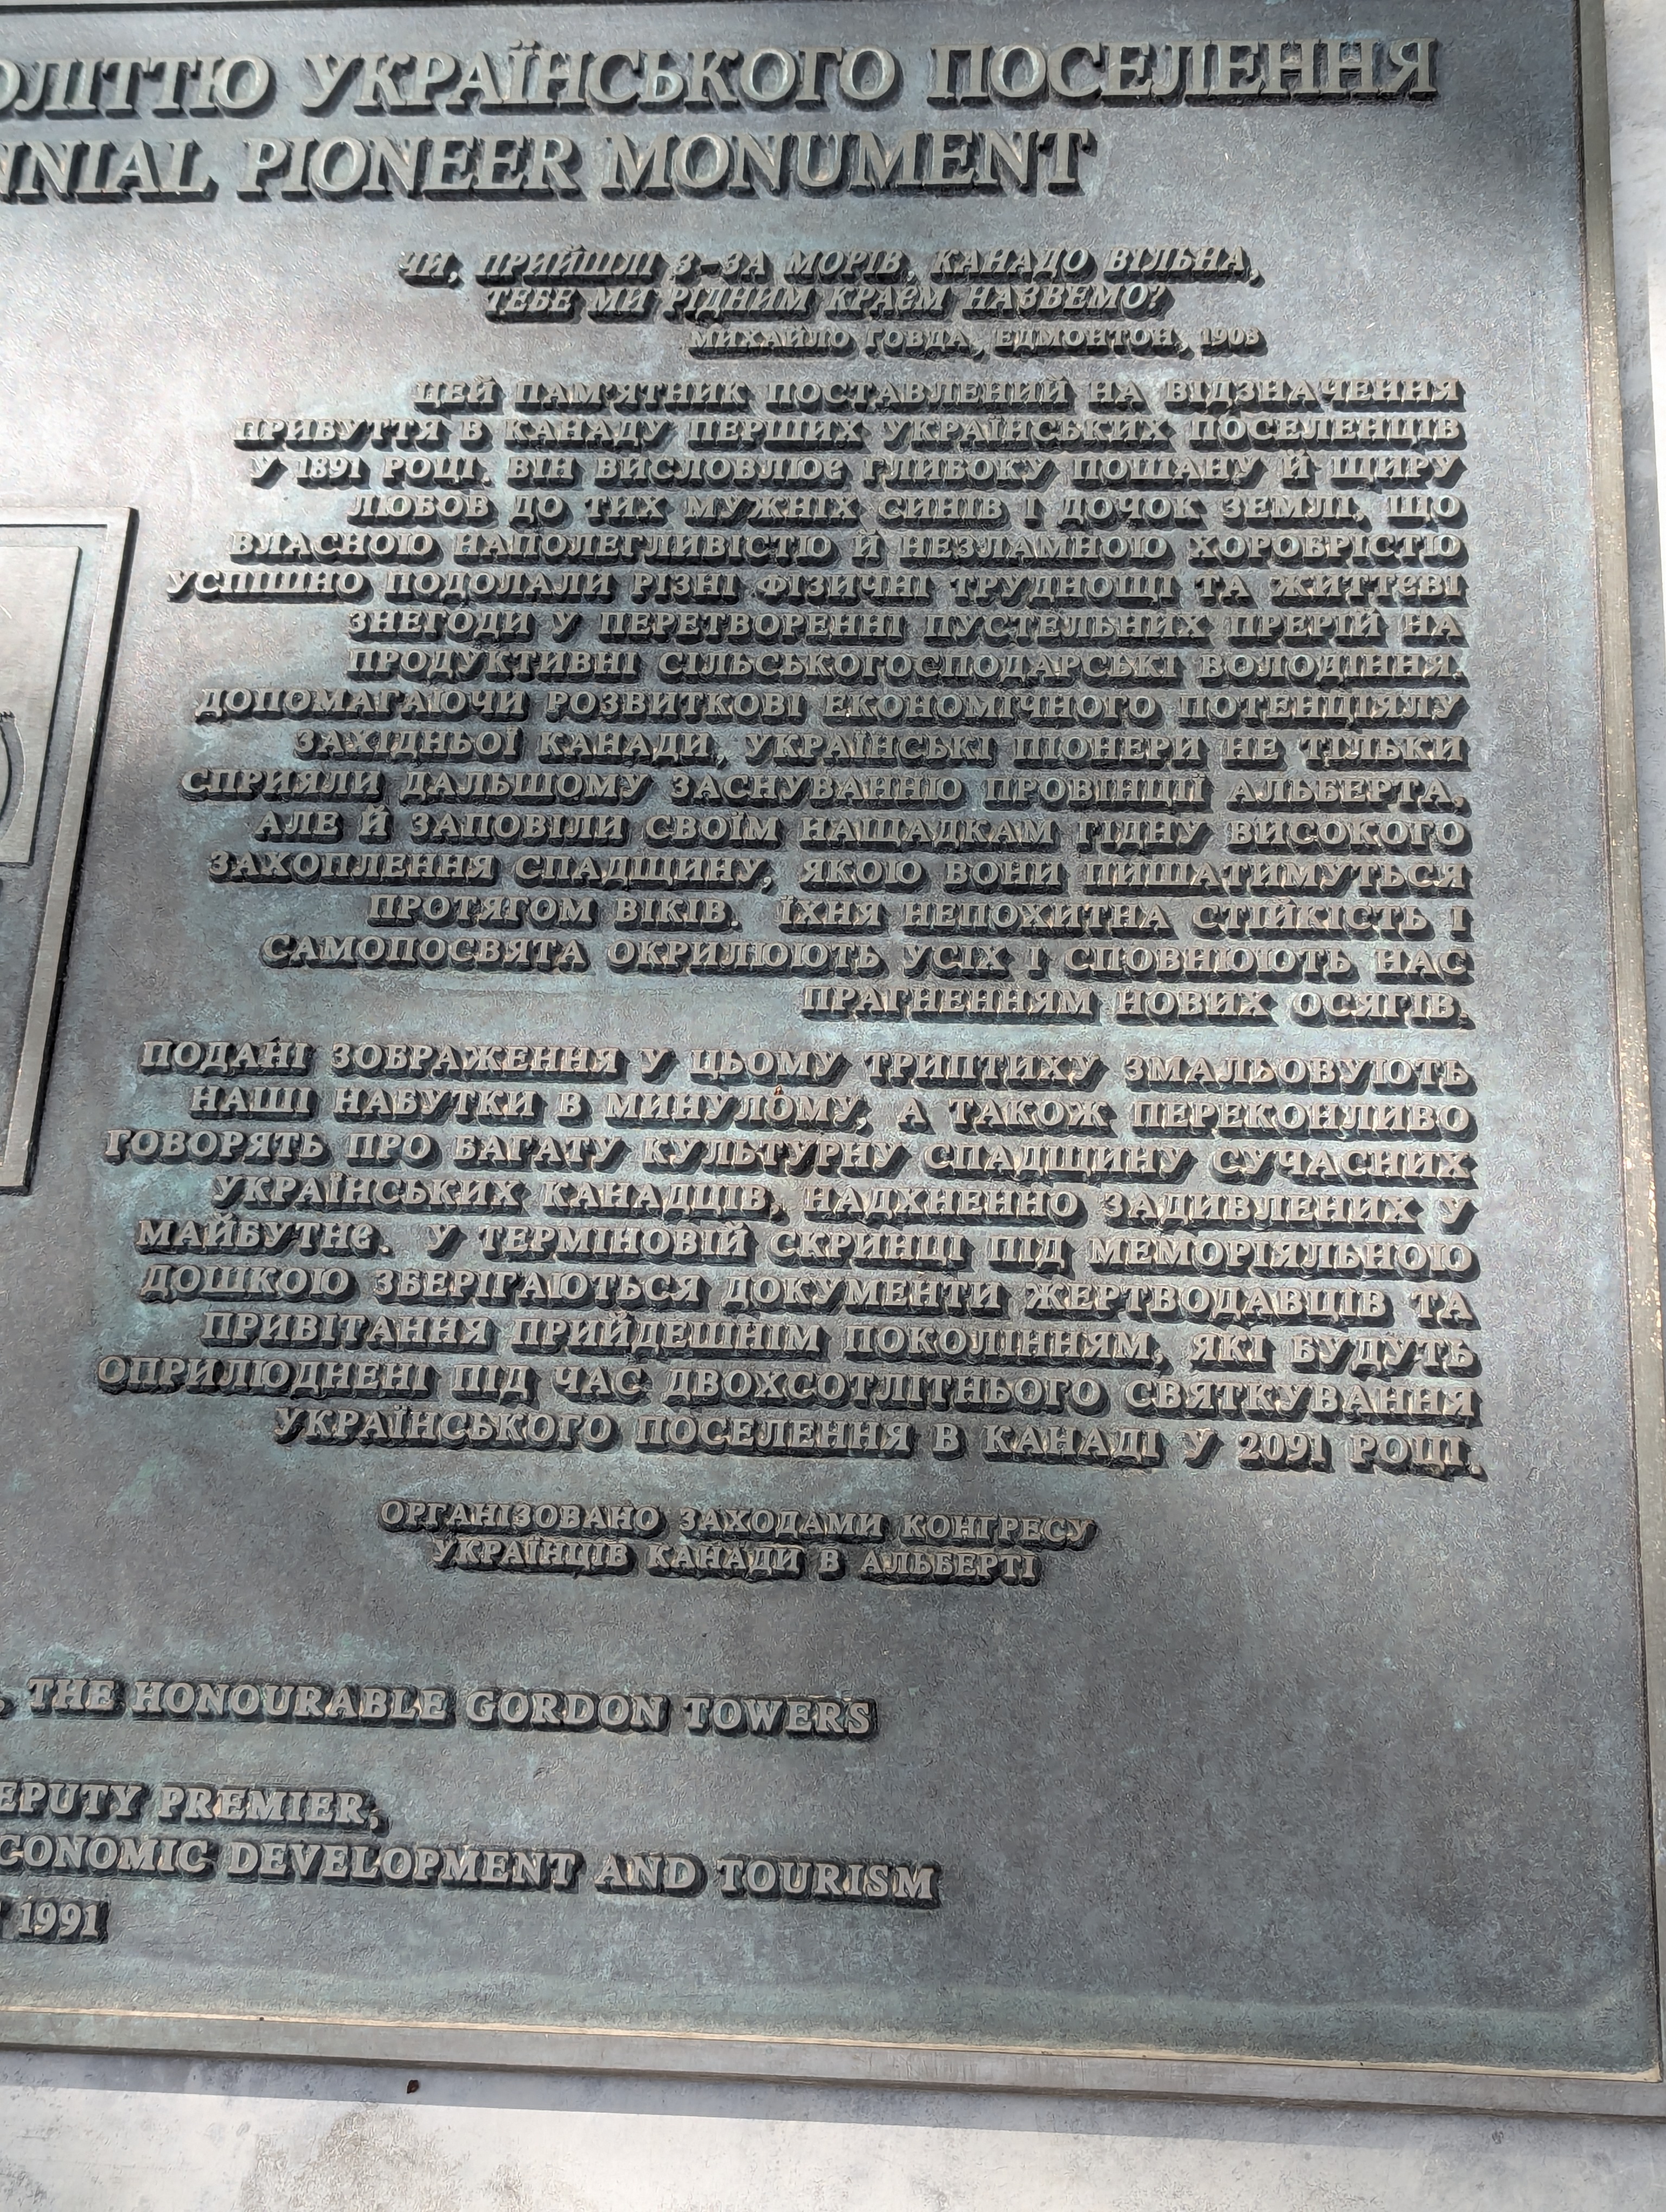 ОЛІТТЮ УКРАЇНСЬКОГО ПОСЕЛЕННЯ
NNIAL PIONEER MONUMENT
ЧИ, ПРИЙШЛІ З-ЗА МОРІВ, КАНАДО ВІЛЬНА,
ТЕБЕ МИ РІДНИМ КРАЄМ НАЗВЕМО?
МИХАЙЛО ҐОВДА, ЕДМОНТОН, 1903
ЦЕЙ ПАМ'ЯТНИК ПОСТАВЛЕНИЙ НА ВІДЗНАЧЕННЯ
ПРИБУТТЯ В КАНАДУ ПЕРШИХ УКРАЇНСЬКИХ ПОСЕЛЕНЦІВ
У 1891 РОЦІ. ВІН ВИСЛОВЛЮЄ ГЛИБОКУ ПОШАНУ Й ЩИРУ
ЛЮБОВ ДО ТИХ МУЖНІХ СИНІВ І ДОЧОК ЗЕМЛІ, ЩО
ВЛАСНОЮ НАПОЛЕГЛИВІСТЮ Й НЕЗЛАМНОЮ ХОРОБРІСТЮ
УСПІШНО ПОДОЛАЛИ РІЗНІ ФІЗИЧНІ ТРУДНОЩІ ТА ЖИТТЄВІ
ЗНЕГОДИ У ПЕРЕТВОРЕННІ ПУСТЕЛЬНИХ ПРЕРІЙ НА
ПРОДУКТИВНІ СІЛЬСЬКОГОСПОДАРСЬКІ ВОЛОДІННЯ.
ДОПОМАГАЮЧИ РОЗВИТКОВІ ЕКОНОМІЧНОГО ПОТЕНЦІЯЛУ
ЗАХІДНЬОЇ КАНАДИ, УКРАЇНСЬКІ ПІОНЕРИ НЕ ТІЛЬКИ
СПРИЯЛИ ДАЛЬШОМУ ЗАСНУВАННЮ ПРОВІНЦІЇ АЛЬБЕРТА,
АЛЕ Й ЗАПОВІЛИ СВОЇМ НАЩАДКАМ ГІДНУ ВИСОКОГО
ЗАХОПЛЕННЯ СПАДЩИНУ, ЯКОЮ ВОНИ ПИШАТИМУТЬСЯ
ПРОТЯГОМ ВІКІВ. ЇХНЯ НЕПОХИТНА СТІЙКІСТЬ І
САМОПОСВЯТА ОКРИЛЮЮТЬ УСІХ І СПОВНЮЮТЬ НАС
ПРАГНЕННЯМ НОВИХ ОСЯГІВ.
ПОДАНІ ЗОБРАЖЕННЯ У ЦЬОМУ ТРИПТИХУ ЗМАЛЬОВУЮТЬ
НАШІ НАБУТКИ В МИНУЛОМУ, А ТАКОЖ ПЕРЕКОНЛИВО
ГОВОРЯТЬ ПРО БАГАТУ КУЛЬТУРНУ СПАДЩИНУ СУЧАСНИХ
УКРАЇНСЬКИХ КАНАДЦІВ, НАДХНЕННО ЗАДИВЛЕНИХ У
МАЙБУТНЄ. У ТЕРМІНОВІЙ СКРИНЦІ ПІД МЕМОРІЯЛЬНОЮ
ДОШКОЮ ЗБЕРІГАЮТЬСЯ ДОКУМЕНТИ ЖЕРТВОДАВЦІВ ТА
ПРИВІТАННЯ ПРИЙДЕШНІМ ПОКОЛІННЯМ, ЯКІ БУДУТЬ
ОПРИЛЮДНЕНІ ПІД ЧАС ДВОХСОТЛІТНЬОГО СВЯТКУВАННЯ
УКРАЇНСЬКОГО ПОСЕЛЕННЯ В КАНАДІ У 2091 РОЦІ.
ОРГАНІЗОВАНО ЗАХОДАМИ КОНГРЕСУ
УКРАЇНЦІВ КАНАДИ В АЛЬБЕРТІ
, THE HONOURABLE GORDON TOWERS
EPUTY PREMIER,
CONOMIC DEVELOPMENT AND TOURISM
1991